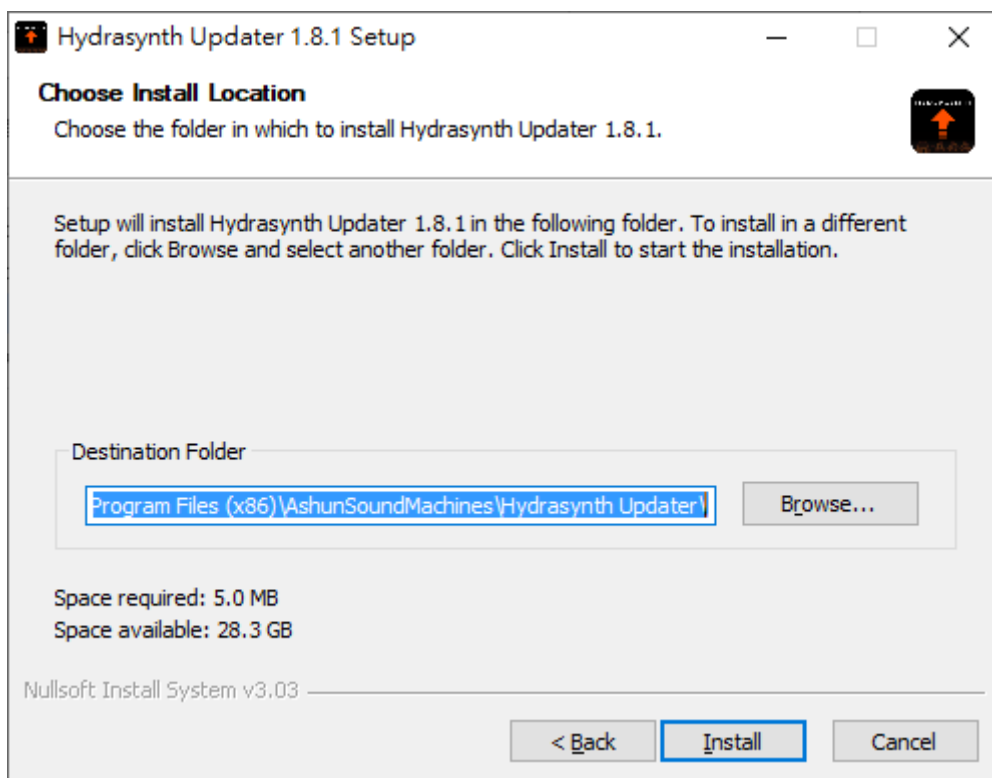 Hydrasynth Updater 1.8.1 Setup
Choose Install Location
Choose the folder in which to install Hydrasynth Updater 1.8.1.
Setup will install Hydrasynth Updater 1.8.1 in the following folder. To install in a different
folder, click Browse and select another folder. Click Install to start the installation.
Destination Folder
Program Files (x86)\AshunSoundMachines\Hydrasynth Updater\
Browse...
Space required: 5.0 MB
Space available: 28.3 GB
Nullsoft Install System v3.03
< Back
Install
Cancel